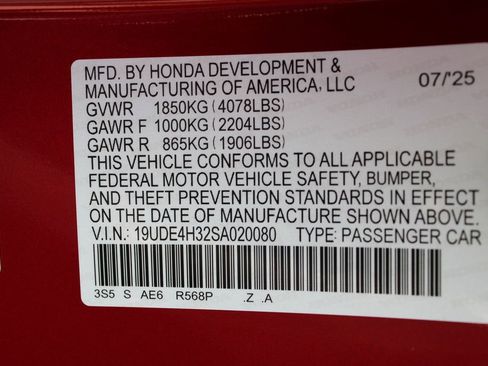 MFD. BY HONDA DEVELOPMENT &
MANUFACTURING OF AMERICA, LLC 07/'25
GVWR 1850KG (4078LBS)
GAWR F 1000KG (2204LBS)
GAWR R 865KG (1906LBS)
THIS VEHICLE CONFORMS TO ALL APPLICABLE
FEDERAL MOTOR VEHICLE SAFETY, BUMPER,
AND THEFT PREVENTION STANDARDS IN EFFECT
ON THE DATE OF MANUFACTURE SHOWN ABOVE.
V.I.N.: 19UDE4H32SA020080 TYPE: PASSENGER CAR
3S5 S AE6 R568P .Z .A